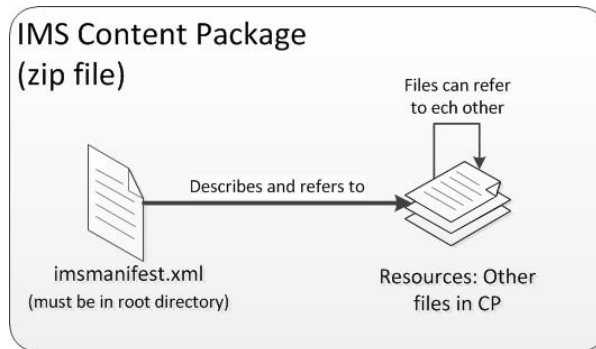 IMS Content Package
(zip file)
Files can refer
to ech other
Describes and refers to
imsmanifest.xml
(must be in root directory)
Resources: Other
files in CP